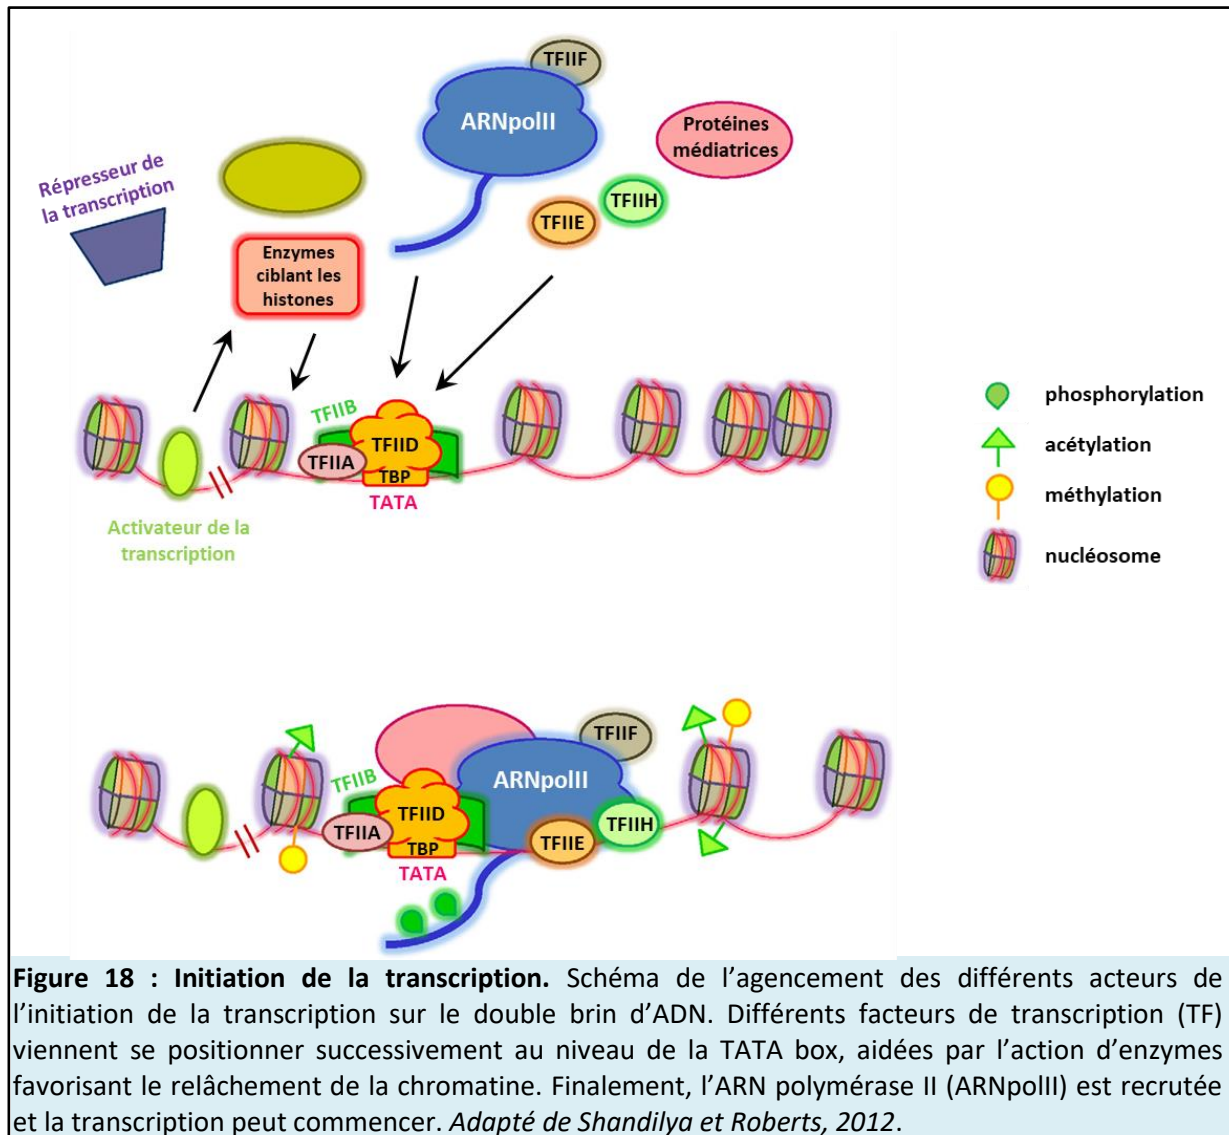 TFIIF
ARNpolII
Protéines
médiatrices
Répresseur de
la transcription
TFIIH
TFIIE
Enzymes
ciblant les
histones
TFIIB
TFIID
TFIIA
TBP
TATA
Activateur de la
transcription
phosphorylation
acétylation
méthylation
nucléosome
TFIIF
ARNpolII
TFIIB
TFIID
TFIIA
TFIIH
TFIIE
TBP
TATA
Figure 18 : Initiation de la transcription. Schéma de l’agencement des différents acteurs de
l’initiation de la transcription sur le double brin d’ADN. Différents facteurs de transcription (TF)
viennent se positionner successivement au niveau de la TATA box, aidées par l’action d’enzymes
favorisant le relâchement de la chromatine. Finalement, l’ARN polymérase II (ARNpolII) est recrutée
et la transcription peut commencer. Adapté de Shandilya et Roberts, 2012.